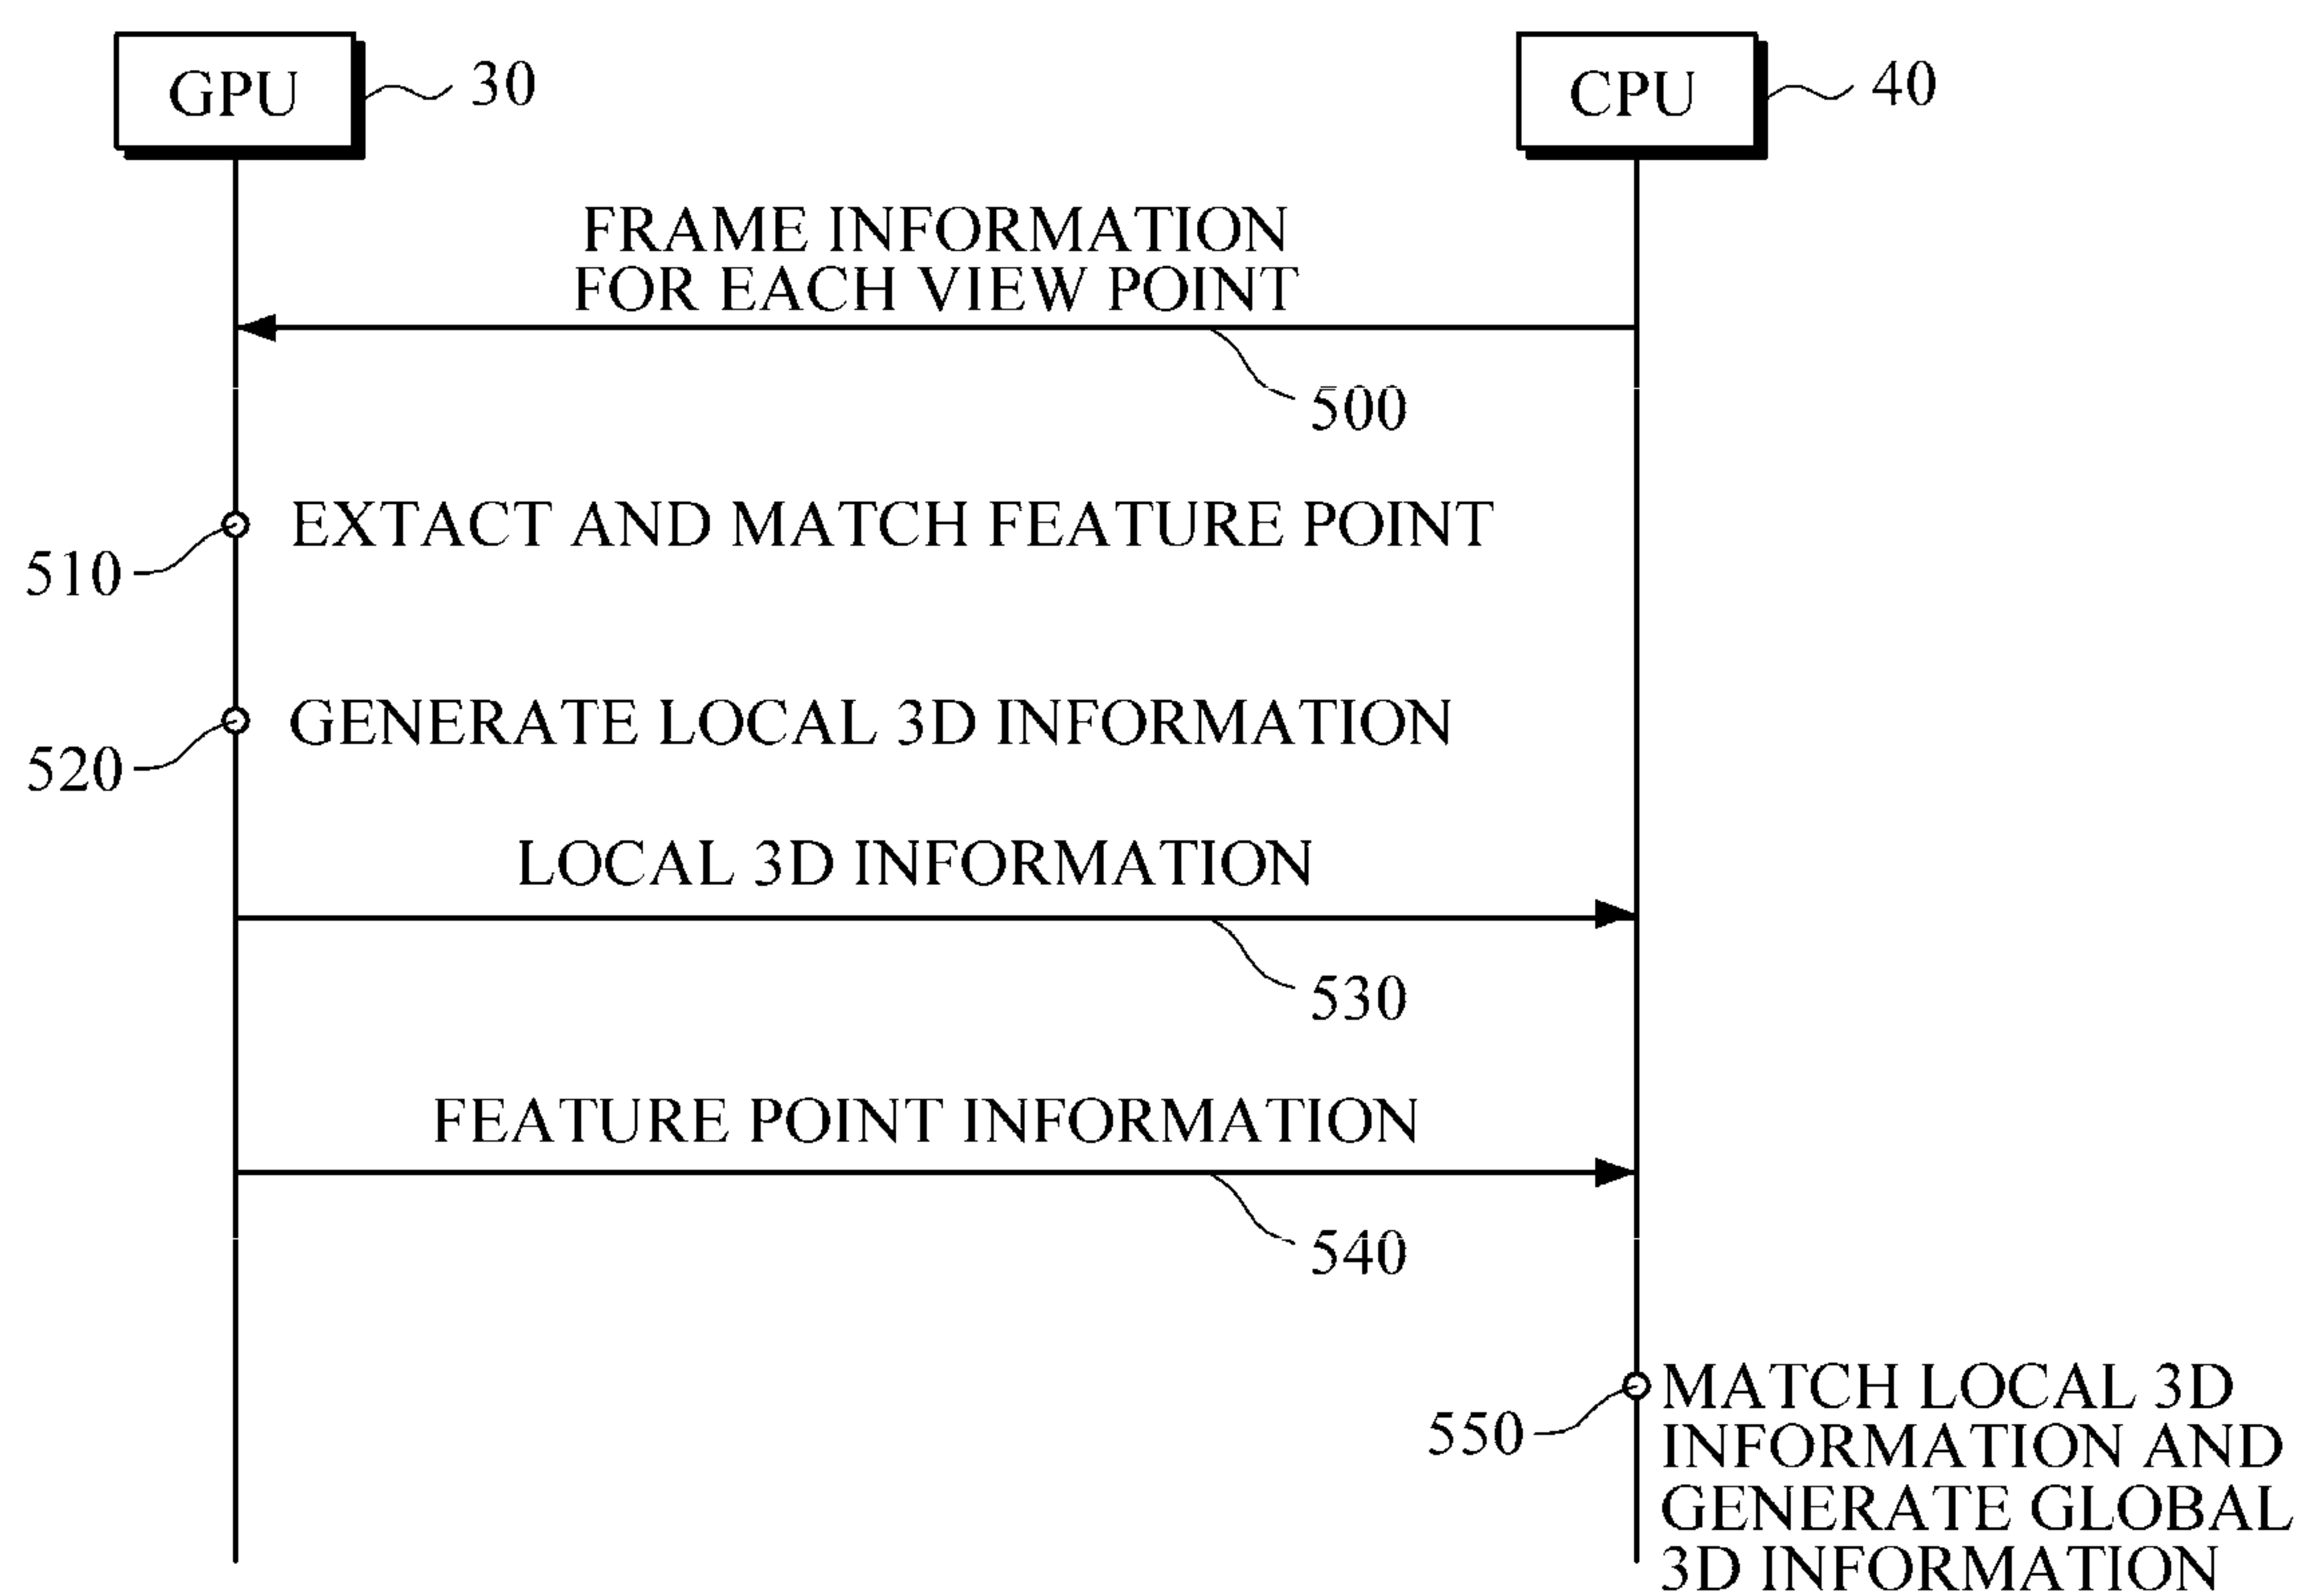 GPU
30
CPU
40
FRAME INFORMATION
FOR EACH VIEW POINT
500
EXTACT AND MATCH FEATURE POINT
510
GENERATE LOCAL 3D INFORMATION
520
LOCAL 3D INFORMATION
530
FEATURE POINT INFORMATION
540
MATCH LOCAL 3D
550
INFORMATION AND
GENERATE GLOBAL
3D INFORMATION